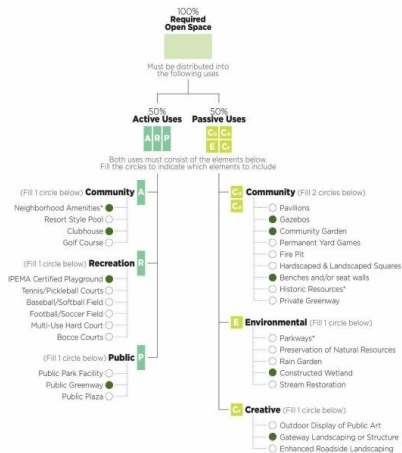 100%
Required
Open Space
Must be distributed into
the following uses
50%
Active Uses
A R P
50%
Passive Uses
Both uses must consist of the elements below.
Fill the circles to indicate which elements to include
(Fill 1 circle below) Community A
Neighborhood Amenities*
Resort Style Pool
Clubhouse
Golf Course
(Fill 1 circle below) Recreation R
IPEMA Certified Playground
Tennis/Pickleball Courts
Baseball/Softball Field
Football/Soccer Field
Multi-Use Hard Court
Bocce Courts
(Fill 1 circle below) Public P
Public Park Facility
Public Greenway
Public Plaza
Community (Fill 2 circles below)
Pavilions
Gazebos
Community Garden
Permanent Yard Games
Fire Pit
Hardscaped & Landscaped Squares
Benches and/or seat walls
Historic Resources*
Private Greenway
E Environmental (Fill 1 circle below)
Parkways*
Preservation of Natural Resources
Rain Garden
Constructed Wetland
Stream Restoration
Creative (Fill 1 circle below)
Outdoor Display of Public Art
Gateway Landscaping or Structure
Enhanced Roadside Landscaping